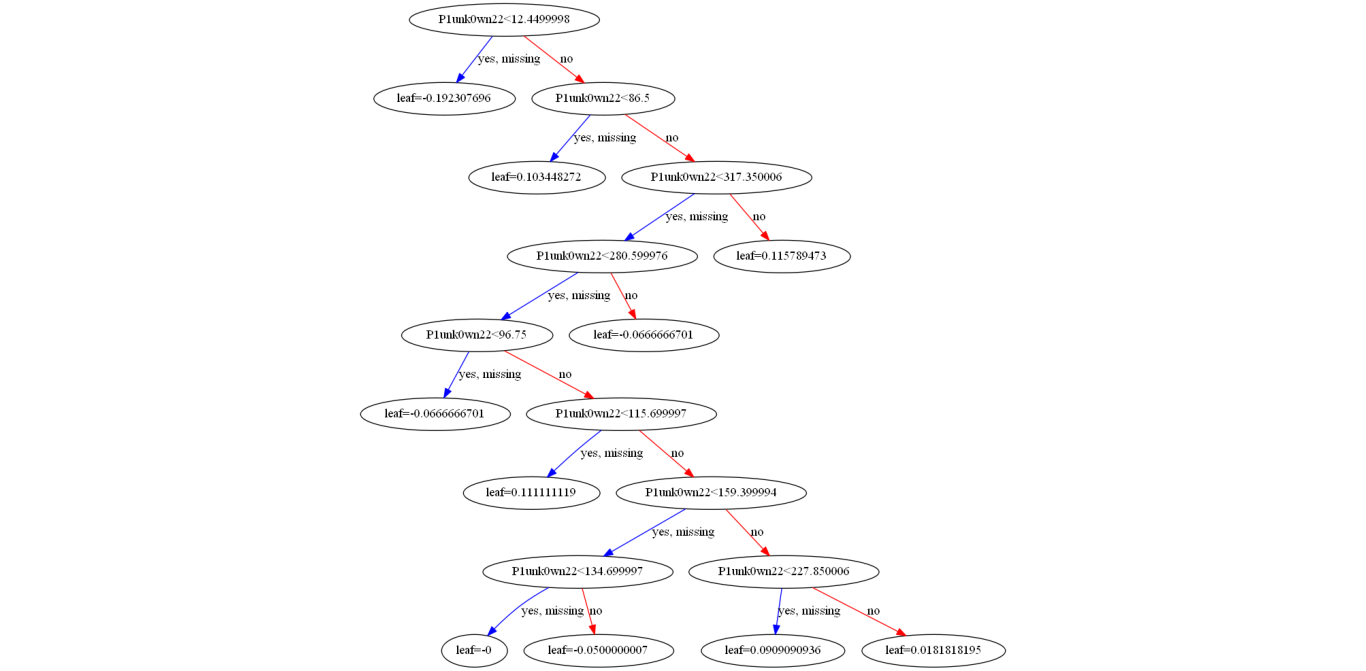 P1unk0wn22<12.4499998
yes, missing no
leaf=-0.192307696 P1unk0wn22<86.5
yes, missing no
leaf=0.103448272 P1unk0wn22<317.350006
yes, missing no
P1unk0wn22<280.599976 leaf=0.115789473
yes, missing no
P1unk0wn22<96.75 leaf=-0.0666666701
yes, missing no
leaf=-0.0666666701 P1unk0wn22<115.699997
yes, missing no
leaf=0.111111119 P1unk0wn22<159.399994
yes, missing no
P1unk0wn22<134.699997 P1unk0wn22<227.850006
yes, missing no yes, missing no
leaf=-0 leaf=-0.0500000007 leaf=0.0909090936 leaf=0.0181818195